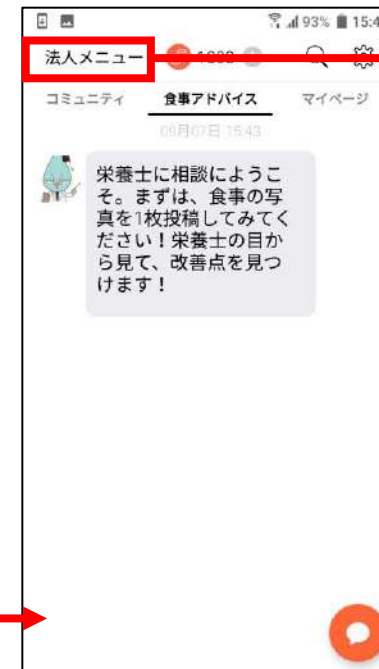 93% 15:4
法人メニュー
コミュニティ 食事アドバイス マイページ
09月07日 15:43
栄養士に相談にようこ
そ。まずは、食事の写
真を1枚投稿してみてく
ださい！栄養士の目か
ら見て、改善点を見つ
けます！